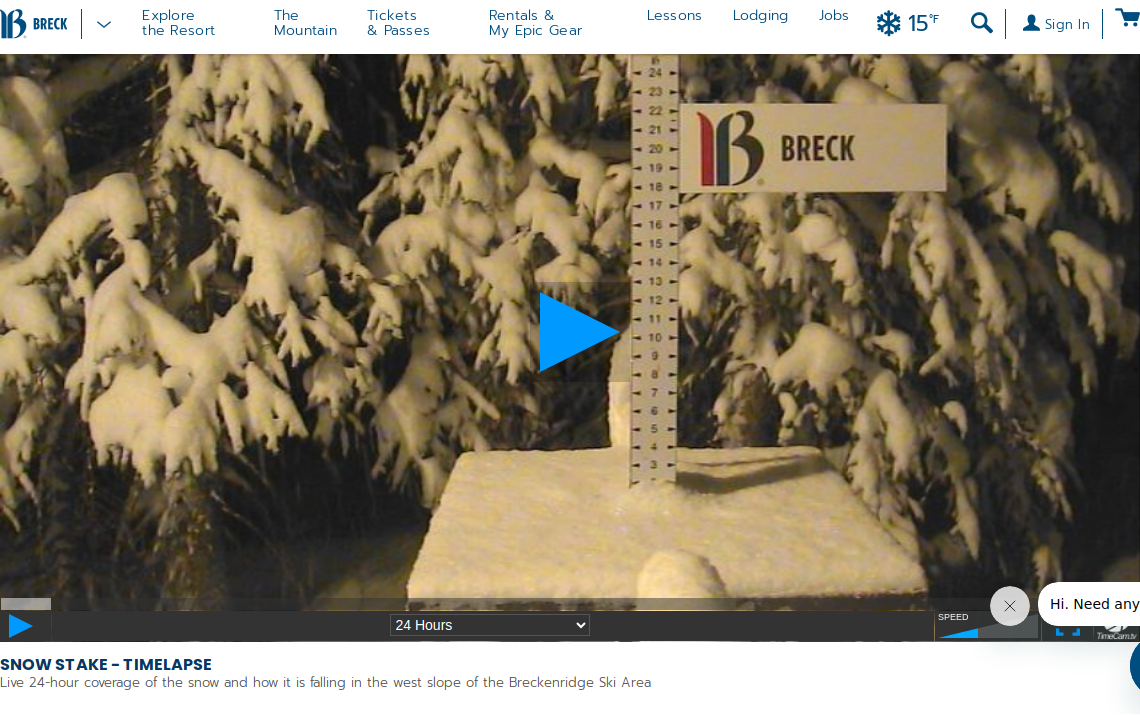 BRECK
Explore
the Resort
The
Mountain
Tickets
& Passes
Rentals &
My Epic Gear
Lessons
Lodging
Jobs
15°F
Sign In
24
23
22
21
20
19
18
17
16
15
14
13
12
11
10
9
8
7
6
5
4
3
BRECK
24 Hours
SPEED
Hi. Need any
TimeCam.tv
SNOW STAKE - TIMELAPSE
Live 24-hour coverage of the snow and how it is falling in the west slope of the Breckenridge Ski Area